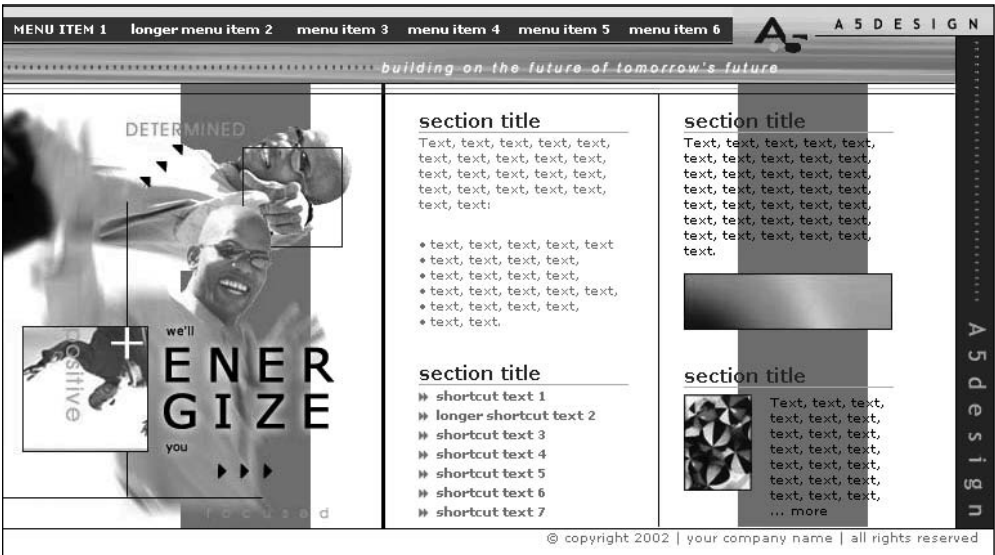 MENU ITEM 1 longer menu item 2 menu item 3 menu item 4 menu item 5 menu item 6
A5DESIGN
A5
building on the future of tomorrow's future
DETERMINED
positive
we'll
ENER
GIZE
you
focused
section title
Text, text, text, text, text,
text, text, text, text, text,
text, text, text, text, text,
text, text, text, text, text,
text, text:
• text, text, text, text, text
• text, text, text, text,
• text, text, text, text,
• text, text, text, text, text,
• text, text, text, text,
• text, text.
section title
shortcut text 1
longer shortcut text 2
shortcut text 3
shortcut text 4
shortcut text 5
shortcut text 6
shortcut text 7
section title
Text, text, text, text, text,
text, text, text, text, text,
text, text, text, text, text,
text, text, text, text, text,
text, text, text, text, text,
text, text, text, text, text,
text, text, text, text, text,
text.
section title
Text, text, text,
text, text, text,
text, text, text,
text, text, text,
text, text, text,
text, text, text,
text, text, text,
... more
A5design
© copyright 2002 | your company name | all rights reserved